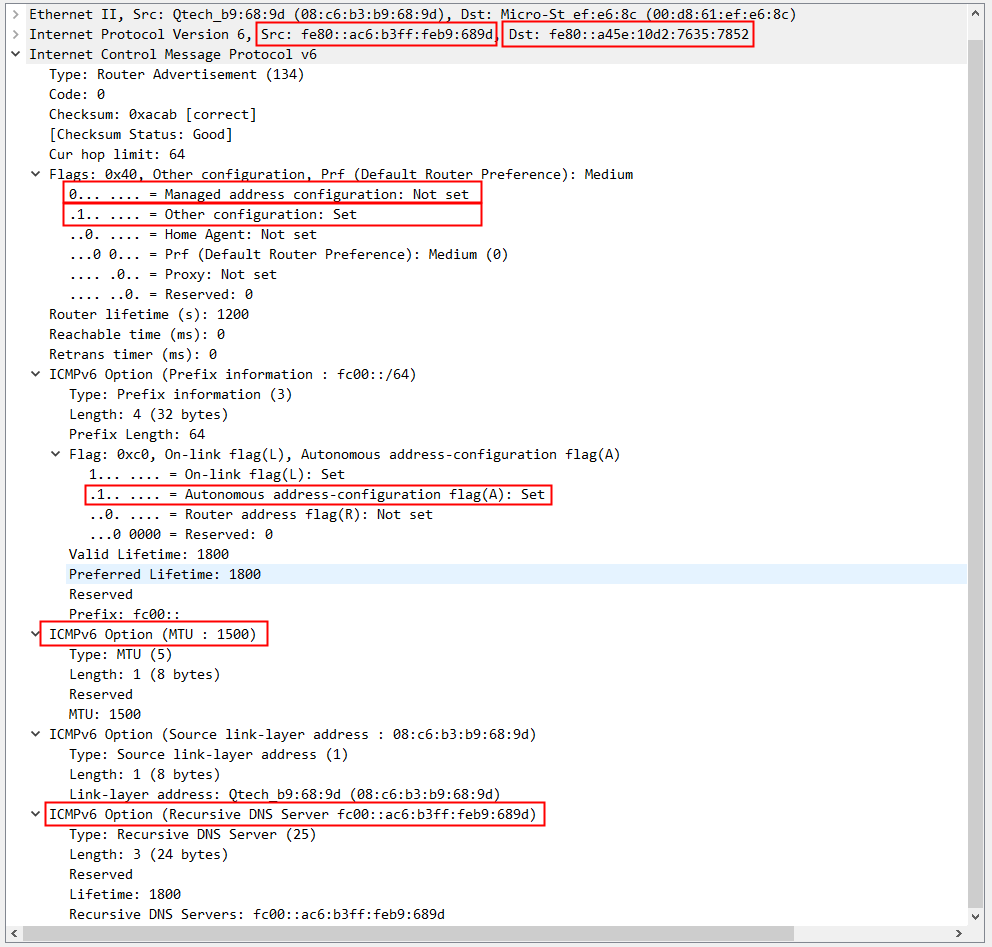 Ethernet II, Src: Qtech_b9:68:9d (08:c6:b3:b9:68:9d), Dst: Micro-St_ef:e6:8c (00:d8:61:ef:e6:8c)
Internet Protocol Version 6, Src: fe80::ac6:b3ff:feb9:689d, Dst: fe80::a45e:10d2:7635:7852
Internet Control Message Protocol v6
Type: Router Advertisement (134)
Code: 0
Checksum: 0xacab [correct]
[Checksum Status: Good]
Cur hop limit: 64
Flags: 0x40, Other configuration, Prf (Default Router Preference): Medium
0... .... = Managed address configuration: Not set
.1.. .... = Other configuration: Set
..0. .... = Home Agent: Not set
...0 0... = Prf (Default Router Preference): Medium (0)
.... .0.. = Proxy: Not set
.... ..0. = Reserved: 0
Router lifetime (s): 1200
Reachable time (ms): 0
Retrans timer (ms): 0
ICMPv6 Option (Prefix information : fc00::/64)
Type: Prefix information (3)
Length: 4 (32 bytes)
Prefix Length: 64
Flag: 0xc0, On-link flag(L), Autonomous address-configuration flag(A)
1... .... = On-link flag(L): Set
.1.. .... = Autonomous address-configuration flag(A): Set
..0. .... = Router address flag(R): Not set
...0 0000 = Reserved: 0
Valid Lifetime: 1800
Preferred Lifetime: 1800
Reserved
Prefix: fc00::
ICMPv6 Option (MTU : 1500)
Type: MTU (5)
Length: 1 (8 bytes)
Reserved
MTU: 1500
ICMPv6 Option (Source link-layer address : 08:c6:b3:b9:68:9d)
Type: Source link-layer address (1)
Length: 1 (8 bytes)
Link-layer address: Qtech_b9:68:9d (08:c6:b3:b9:68:9d)
ICMPv6 Option (Recursive DNS Server fc00::ac6:b3ff:feb9:689d)
Type: Recursive DNS Server (25)
Length: 3 (24 bytes)
Reserved
Lifetime: 1800
Recursive DNS Servers: fc00::ac6:b3ff:feb9:689d